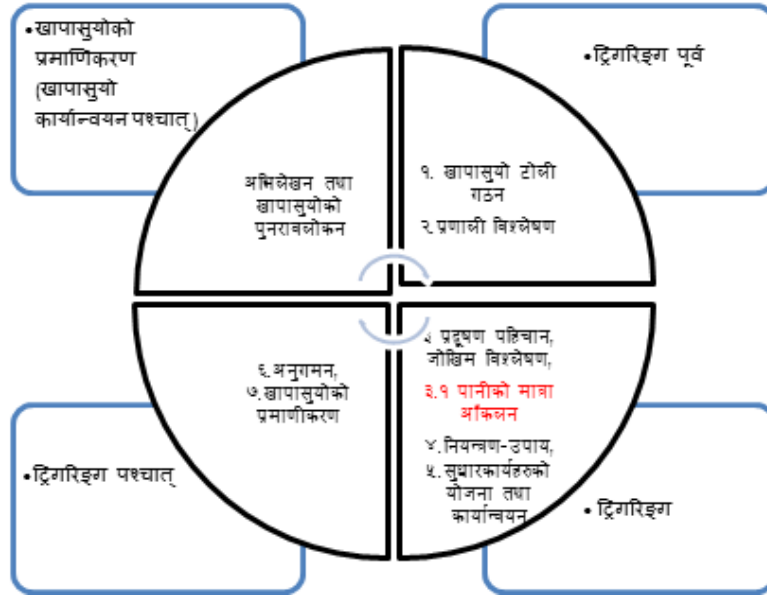 •खापासुयोको
प्रमाणिकरण
(खापासुयो
कार्यान्वयन पश्चात्)
•ट्रिगरिङ्ग पूर्व
अभिलेखन तथा
खापासुयोको
पुनरावलोकन
१. खापासुयो टोली
गठन
२. प्रणाली विश्लेषण
६. अनुगमन,
७. खापासुयोको
प्रमाणीकरण
३ प्रदूषण पहिचान,
जोखिम विश्लेषण,
३.१ पानीको मात्रा
आँकलन
४. नियन्त्रण-उपाय,
५. सुधारकार्यहरुको
योजना तथा
कार्यान्वयन
•ट्रिगरिङ्ग पश्चात्
•ट्रिगरिङ्ग